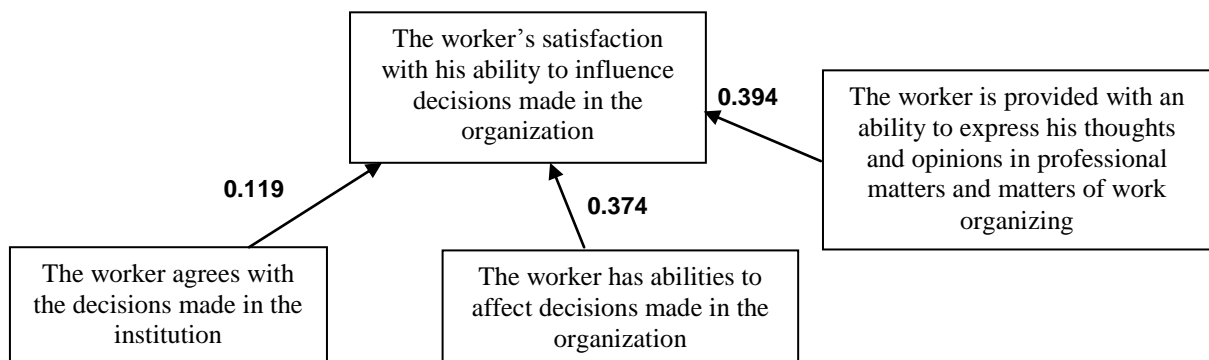 The worker’s satisfaction
with his ability to influence
decisions made in the
organization
0.394
The worker is provided with an
ability to express his thoughts
and opinions in professional
matters and matters of work
organizing
0.119
0.374
The worker agrees with
the decisions made in the
institution
The worker has abilities to
affect decisions made in the
organization